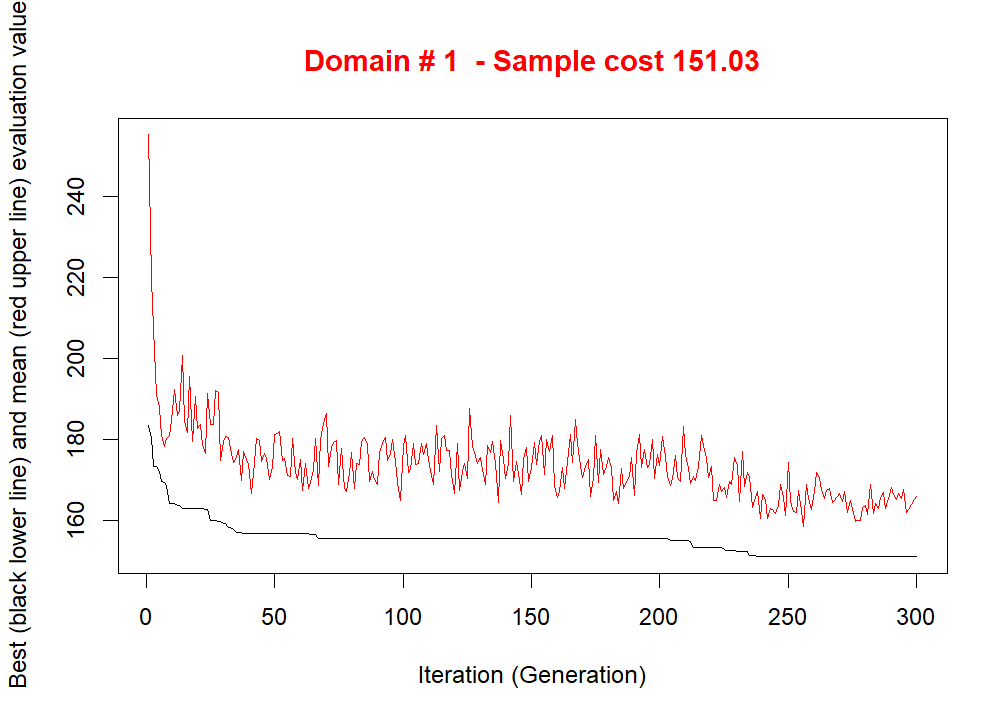 Domain # 1  - Sample cost 151.03
Best (black lower line) and mean (red upper line) evaluation value
240
220
200
180
160
0 50 100 150 200 250 300
Iteration (Generation)